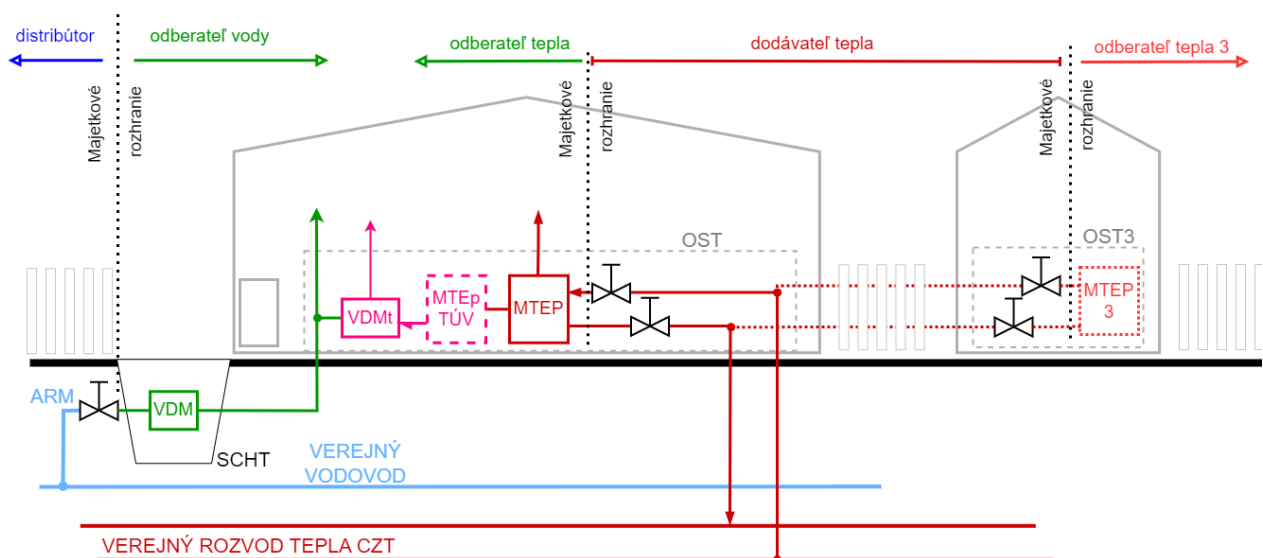 distribútor
odberateľ vody
odberateľ tepla
dodávateľ tepla
odberateľ tepla 3
Majetkové
rozhranie
Majetkové
rozhranie
Majetkové
rozhranie
OST
OST3
VDMt
MTEp
TÚV
MTEP
MTEP
3
ARM
VDM
SCHT
VEREJNÝ
VODOVOD
VEREJNÝ ROZVOD TEPLA CZT